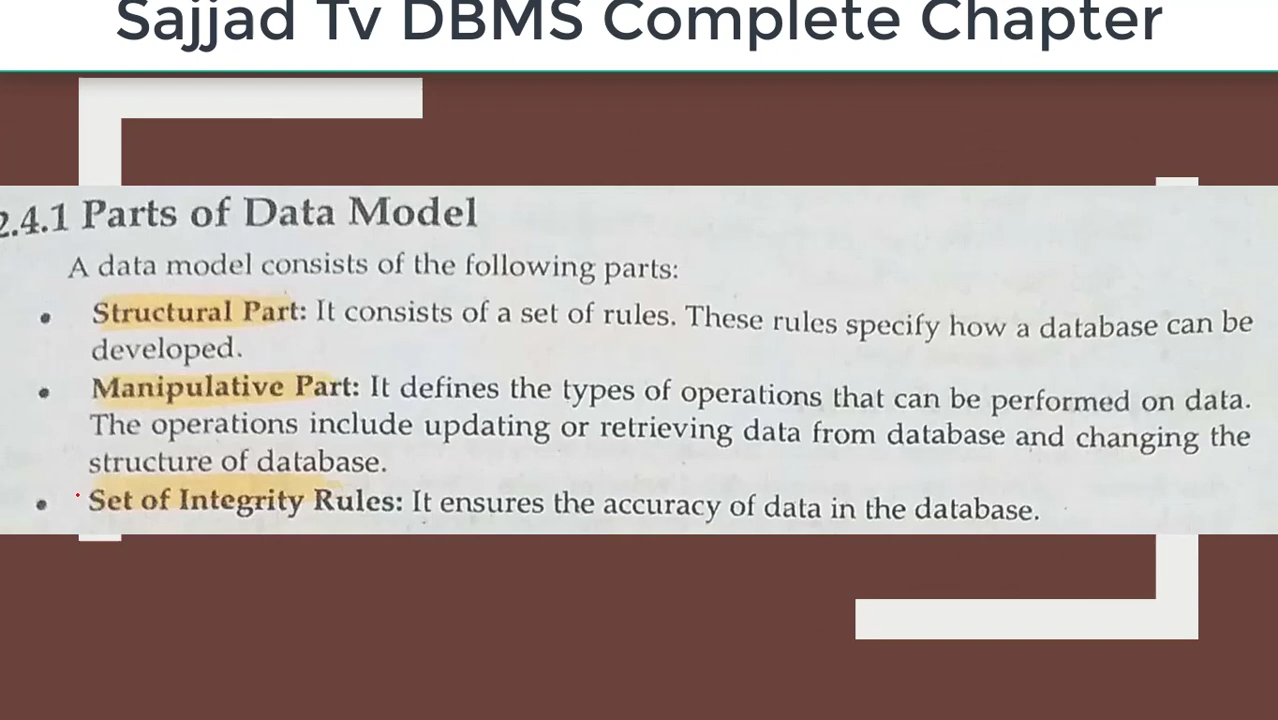 Sajjad Tv DBMS Complete Chapter
2.4.1 Parts of Data Model
A data model consists of the following parts:
• Structural Part: It consists of a set of rules. These rules specify how a database can be
developed.
• Manipulative Part: It defines the types of operations that can be performed on data.
The operations include updating or retrieving data from database and changing the
structure of database.
• Set of Integrity Rules: It ensures the accuracy of data in the database.